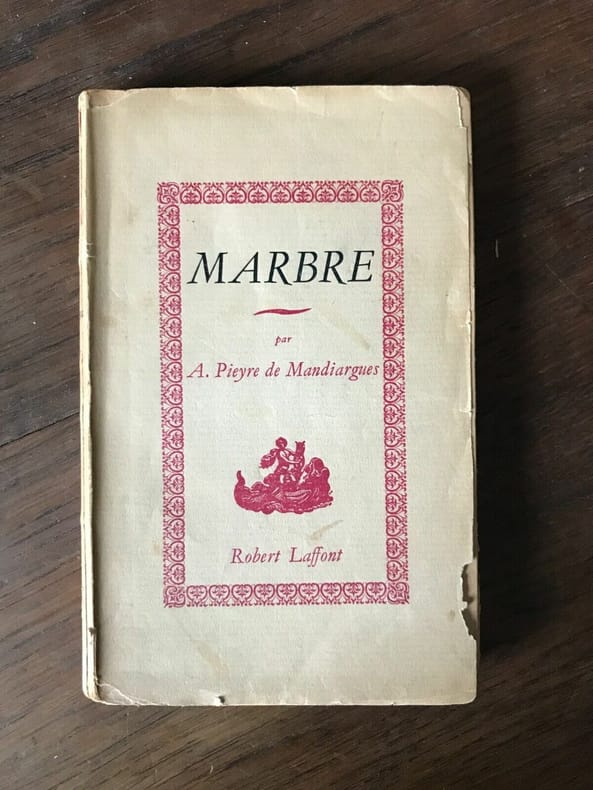 MARBRE
par
A. Pieyre de Mandiargues
Robert Laffont